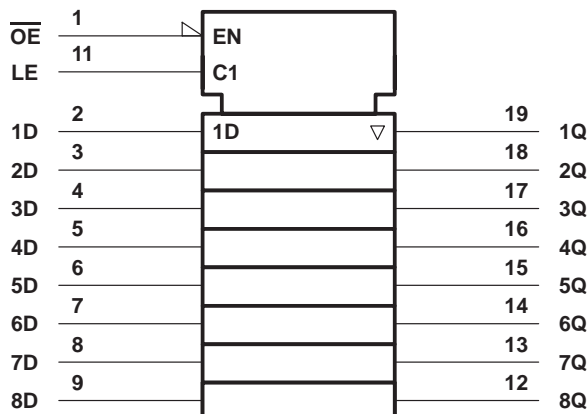 1
OE EN
11
LE C1
2 19
1D 1D 1Q
3 18
2D 2Q
4 17
3D 3Q
5 16
4D 4Q
6 15
5D 5Q
7 14
6D 6Q
8 13
7D 7Q
9 12
8D 8Q